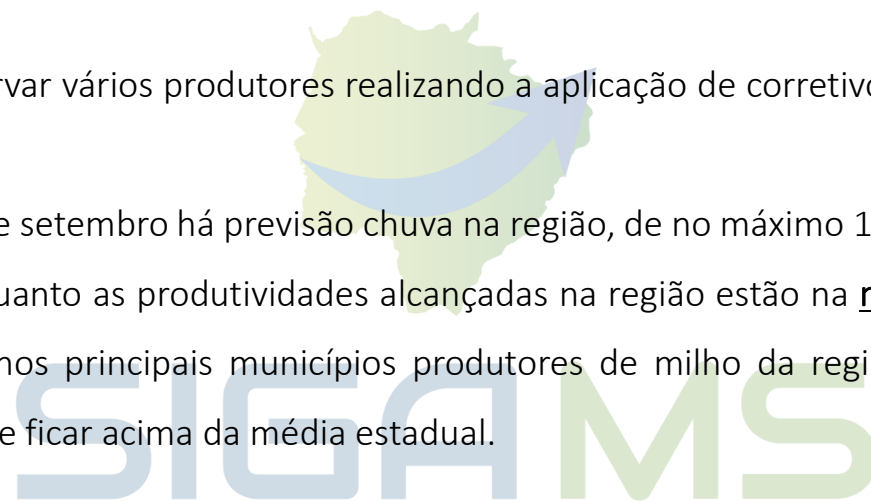 rvar vários produtores realizando a aplicação de corretivo
e setembro há previsão chuva na região, de no máximo 1
uanto as produtividades alcançadas na região estão na
nos principais municípios produtores de milho da regi
e ficar acima da média estadual.
SIGAMS